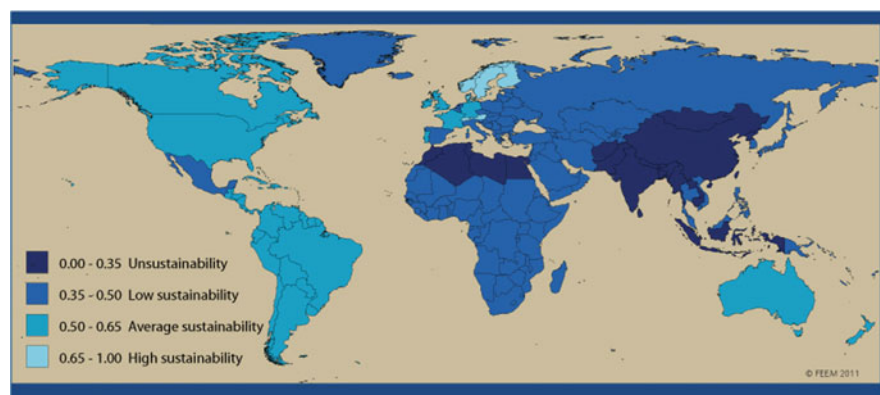 0.00 - 0.35 Unsustainability
0.35 - 0.50 Low sustainability
0.50 - 0.65 Average sustainability
0.65 - 1.00 High sustainability
© FEEM 2011